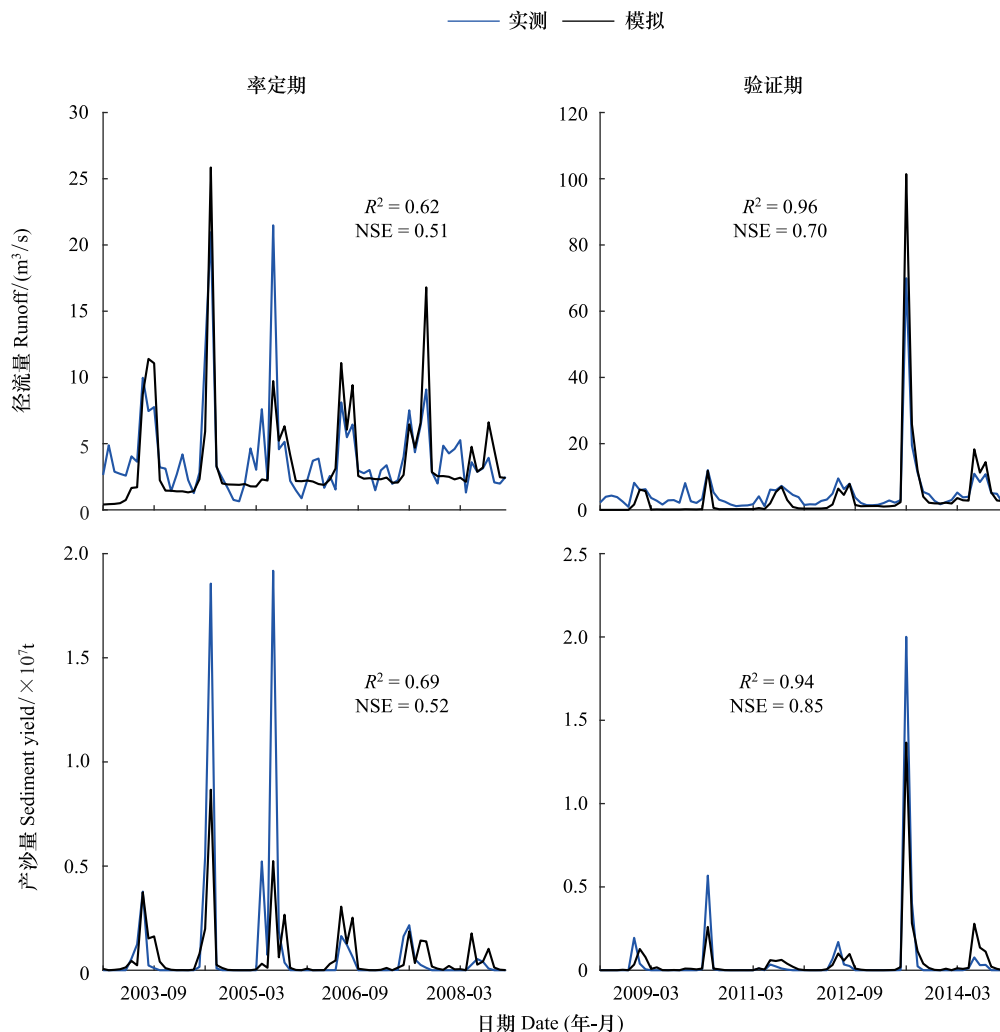 实测 模拟
率定期 验证期
30
25
20
15
10
5
0
径流量 Runoff/(m³/s)
R² = 0.62
NSE = 0.51
120
100
80
60
40
20
0
R² = 0.96
NSE = 0.70
2.0
1.5
1.0
0.5
0
产沙量 Sediment yield/×10⁷t
R² = 0.69
NSE = 0.52
2.5
2.0
1.5
1.0
0.5
0
R² = 0.94
NSE = 0.85
2003-09 2005-03 2006-09 2008-03
2009-03 2011-03 2012-09 2014-03
日期 Date (年-月)